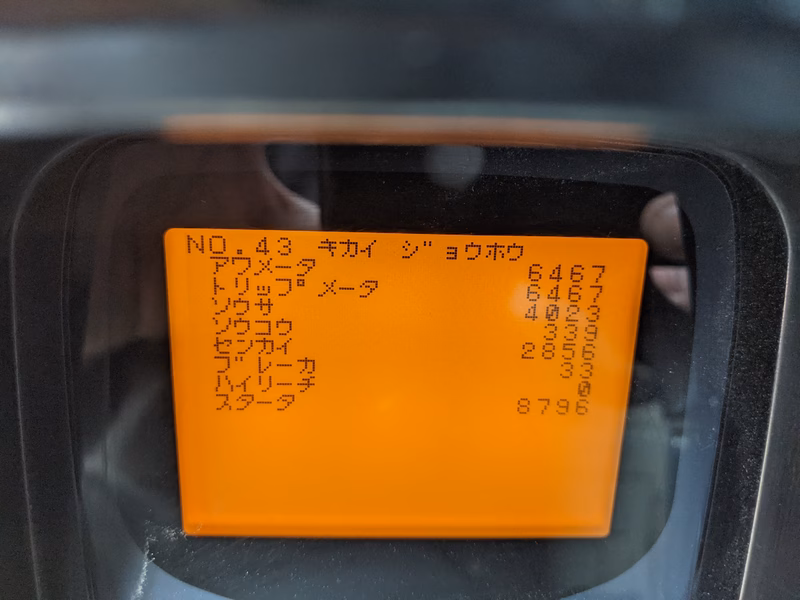 NO.43 キカイ ジョウホウ
アワメータ 6467
トリップ メータ 6467
ソウサ 4023
ソウコウ 339
センカイ 2856
ブレーカ 33
ハイリーチ 0
スタータ 8796